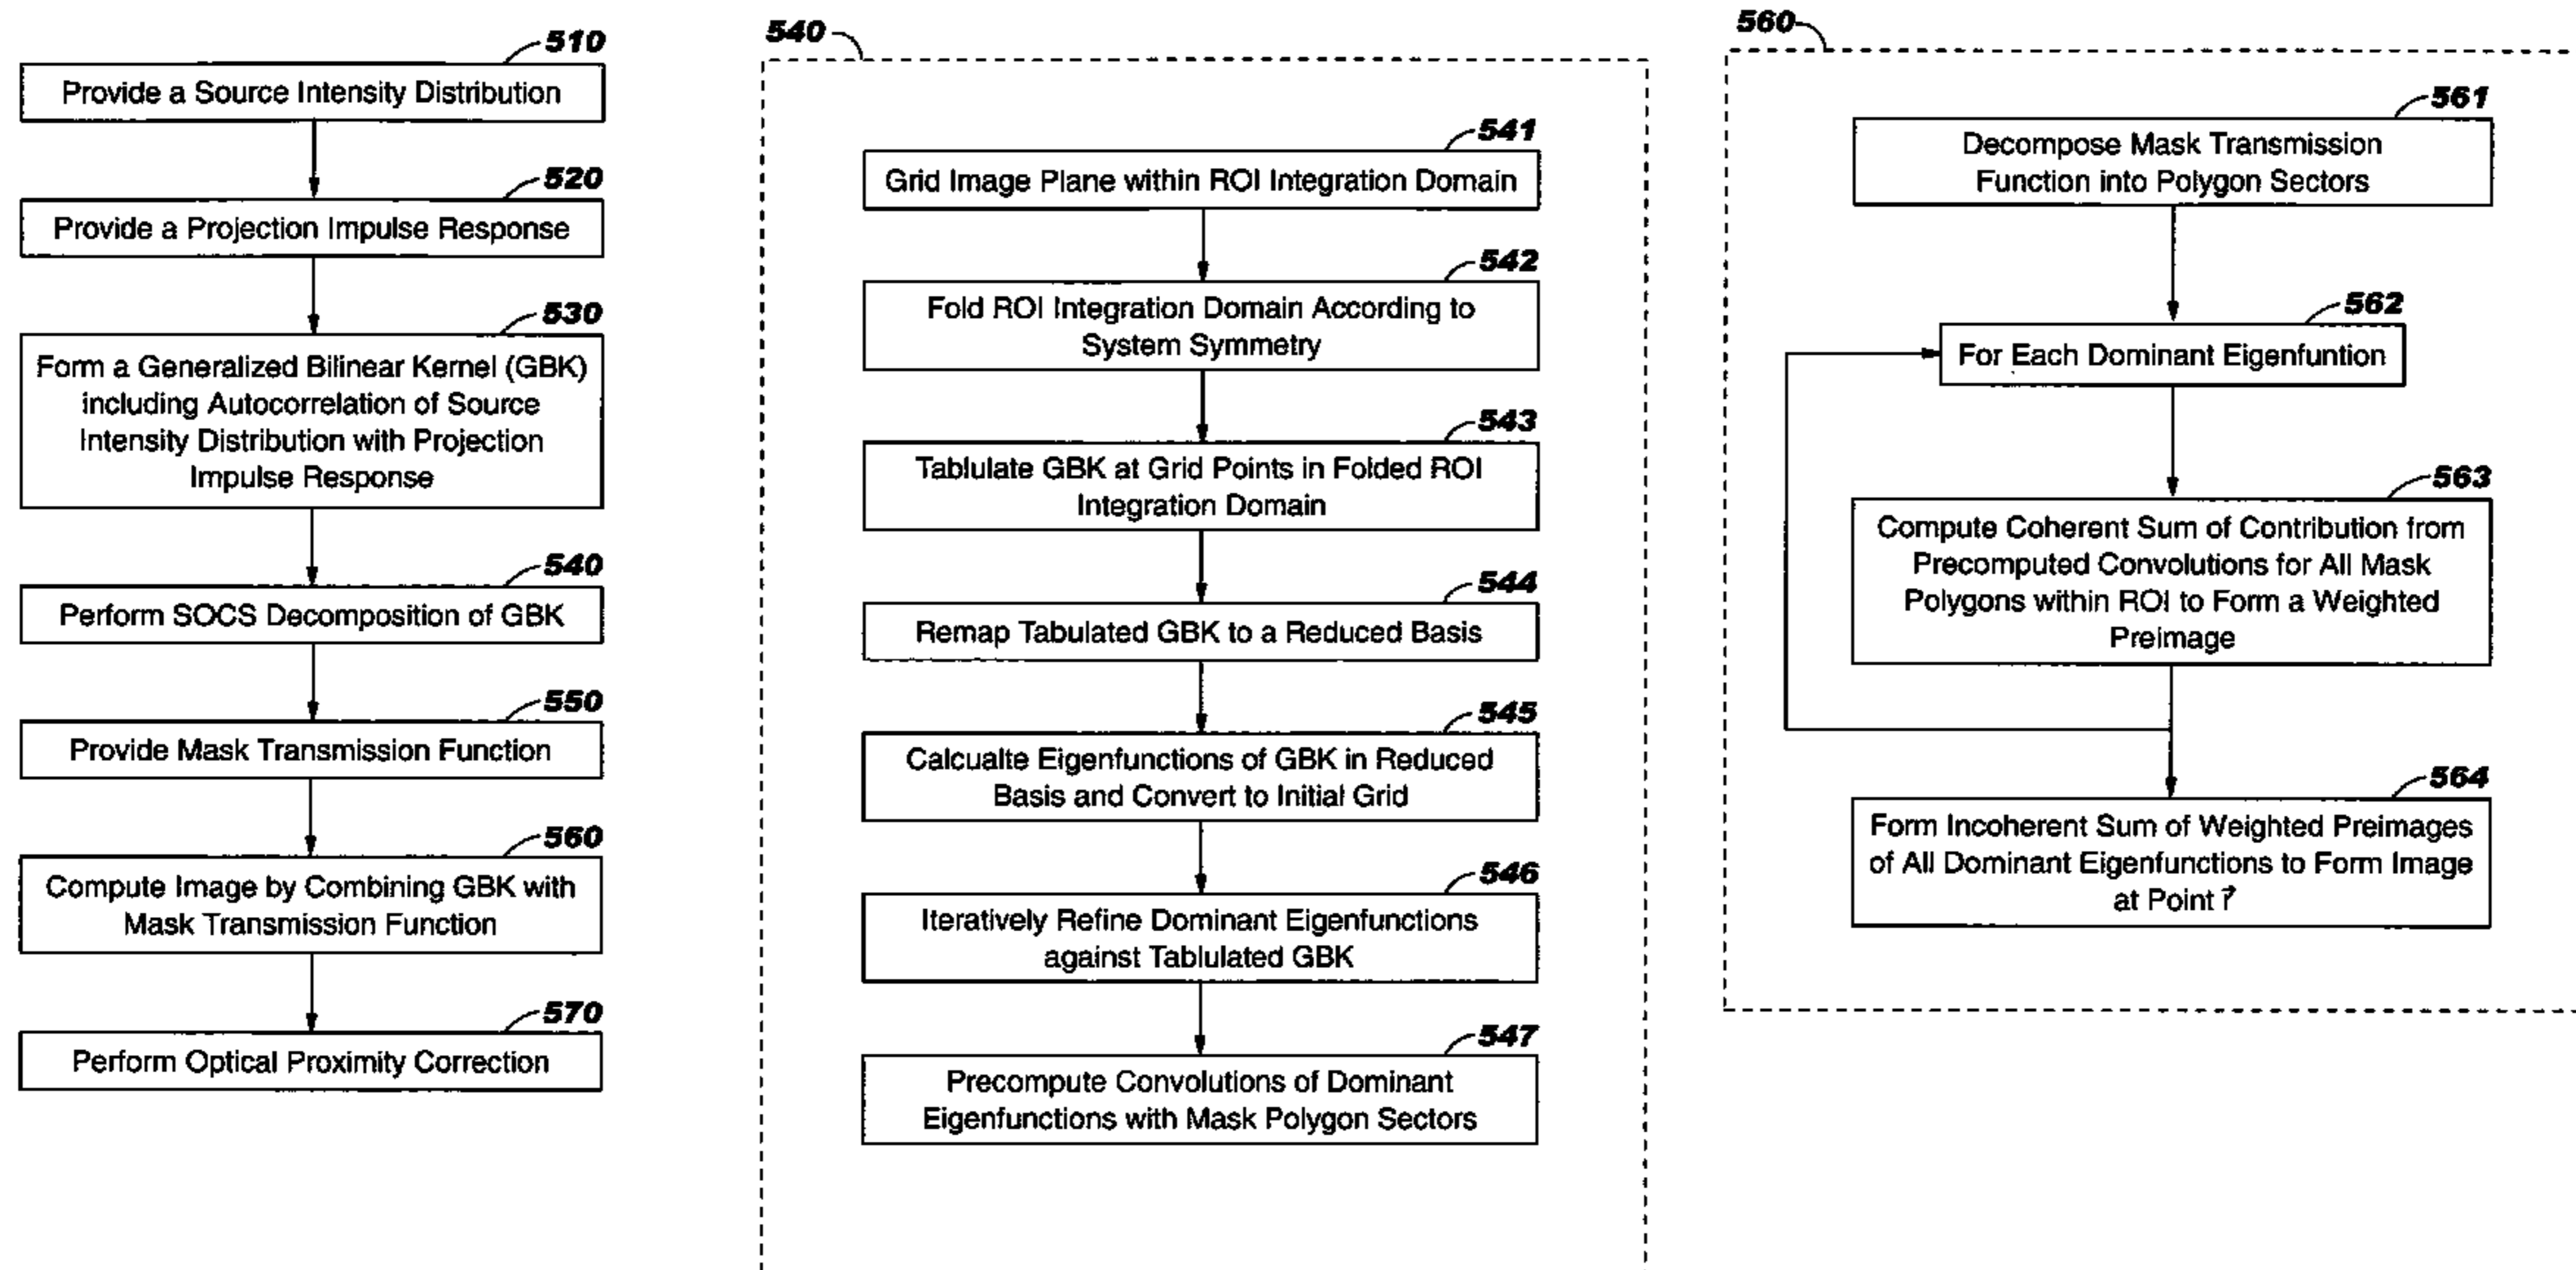 510
Provide a Source Intensity Distribution
520
Provide a Projection Impulse Response
530
Form a Generalized Bilinear Kernel (GBK)
including Autocorrelation of Source
Intensity Distribution with Projection
Impulse Response
540
Perform SOCS Decomposition of GBK
550
Provide Mask Transmission Function
560
Compute Image by Combining GBK with
Mask Transmission Function
570
Perform Optical Proximity Correction
540
541
Grid Image Plane within ROI Integration Domain
542
Fold ROI Integration Domain According to
System Symmetry
543
Tablulate GBK at Grid Points in Folded ROI
Integration Domain
544
Remap Tabulated GBK to a Reduced Basis
545
Calcualte Eigenfunctions of GBK in Reduced
Basis and Convert to Initial Grid
546
Iteratively Refine Dominant Eigenfunctions
against Tablulated GBK
547
Precompute Convolutions of Dominant
Eigenfunctions with Mask Polygon Sectors
560
561
Decompose Mask Transmission
Function into Polygon Sectors
562
For Each Dominant Eigenfuntion
563
Compute Coherent Sum of Contribution from
Precomputed Convolutions for All Mask
Polygons within ROI to Form a Weighted
Preimage
564
Form Incoherent Sum of Weighted Preimages
of All Dominant Eigenfunctions to Form Image
at Point r⃗